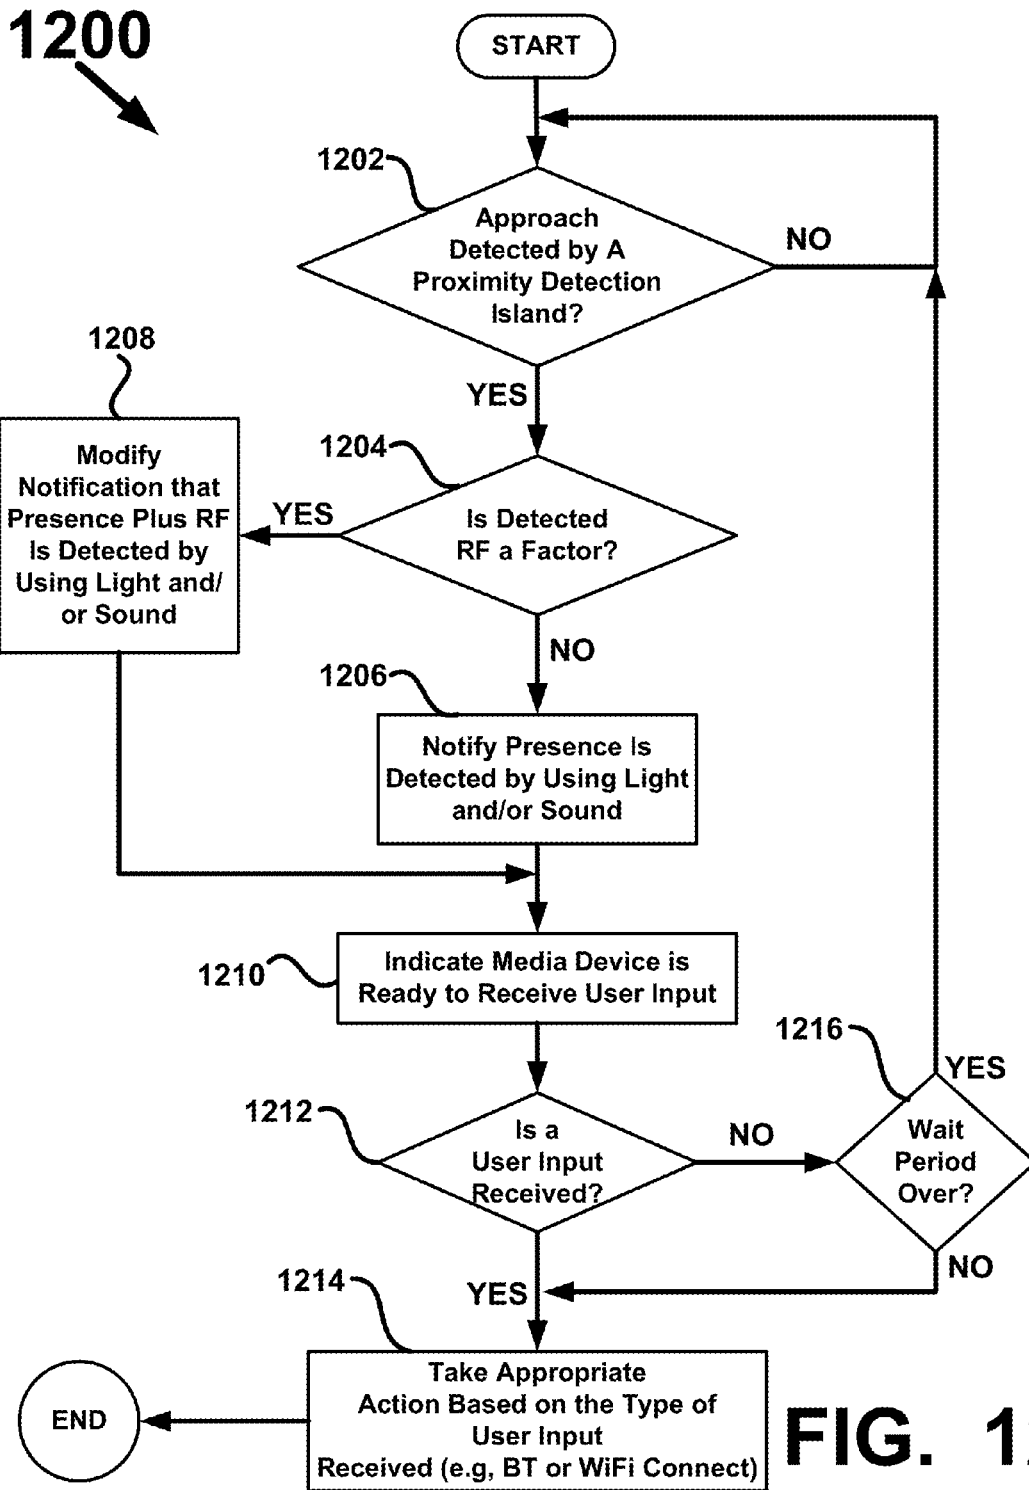 1200
START
1202
Approach
Detected by A
Proximity Detection
Island?
NO
YES
1208
Modify
Notification that
Presence Plus RF
Is Detected by
Using Light and/
or Sound
1204
YES
Is Detected
RF a Factor?
NO
1206
Notify Presence Is
Detected by Using Light
and/or Sound
1210
Indicate Media Device is
Ready to Receive User Input
1216
YES
1212
Is a
User Input
Received?
NO
Wait
Period
Over?
NO
1214
YES
Take Appropriate
Action Based on the Type of
User Input
Received (e.g, BT or WiFi Connect)
END
FIG.